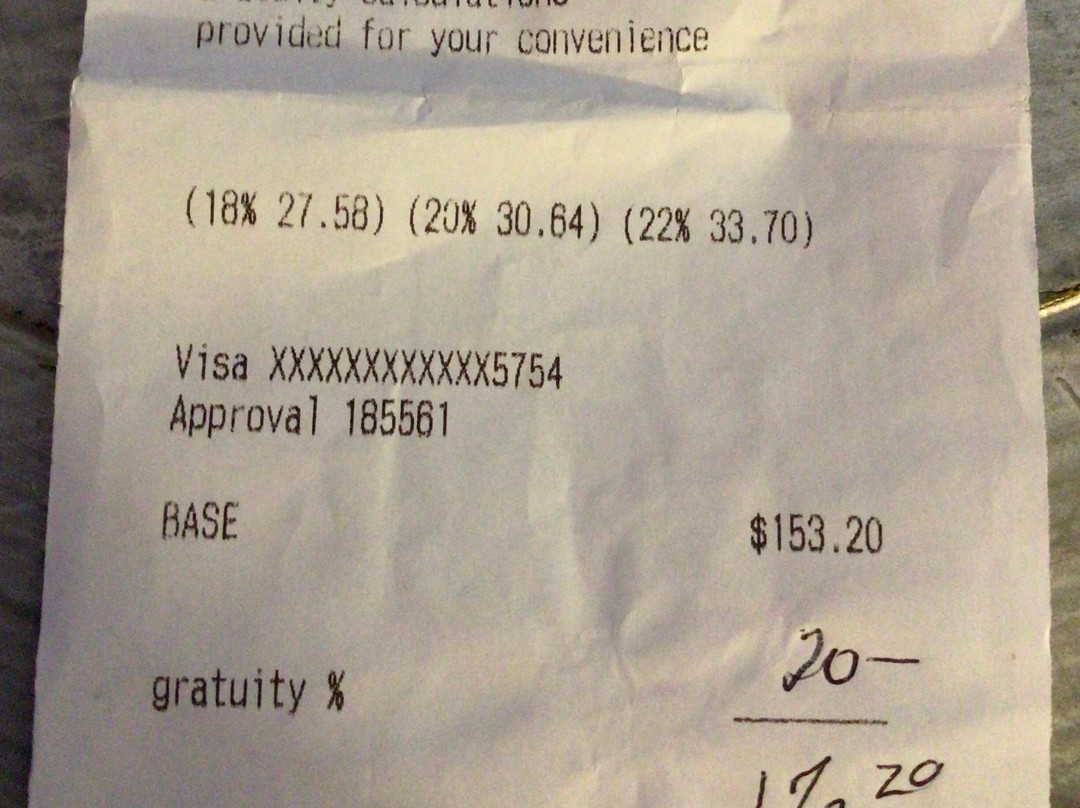 provided for your convenience
(18% 27.58) (20% 30.64) (22% 33.70)
Visa XXXXXXXXXXXX5754
Approval 185561
BASE $153.20
gratuity % 20—